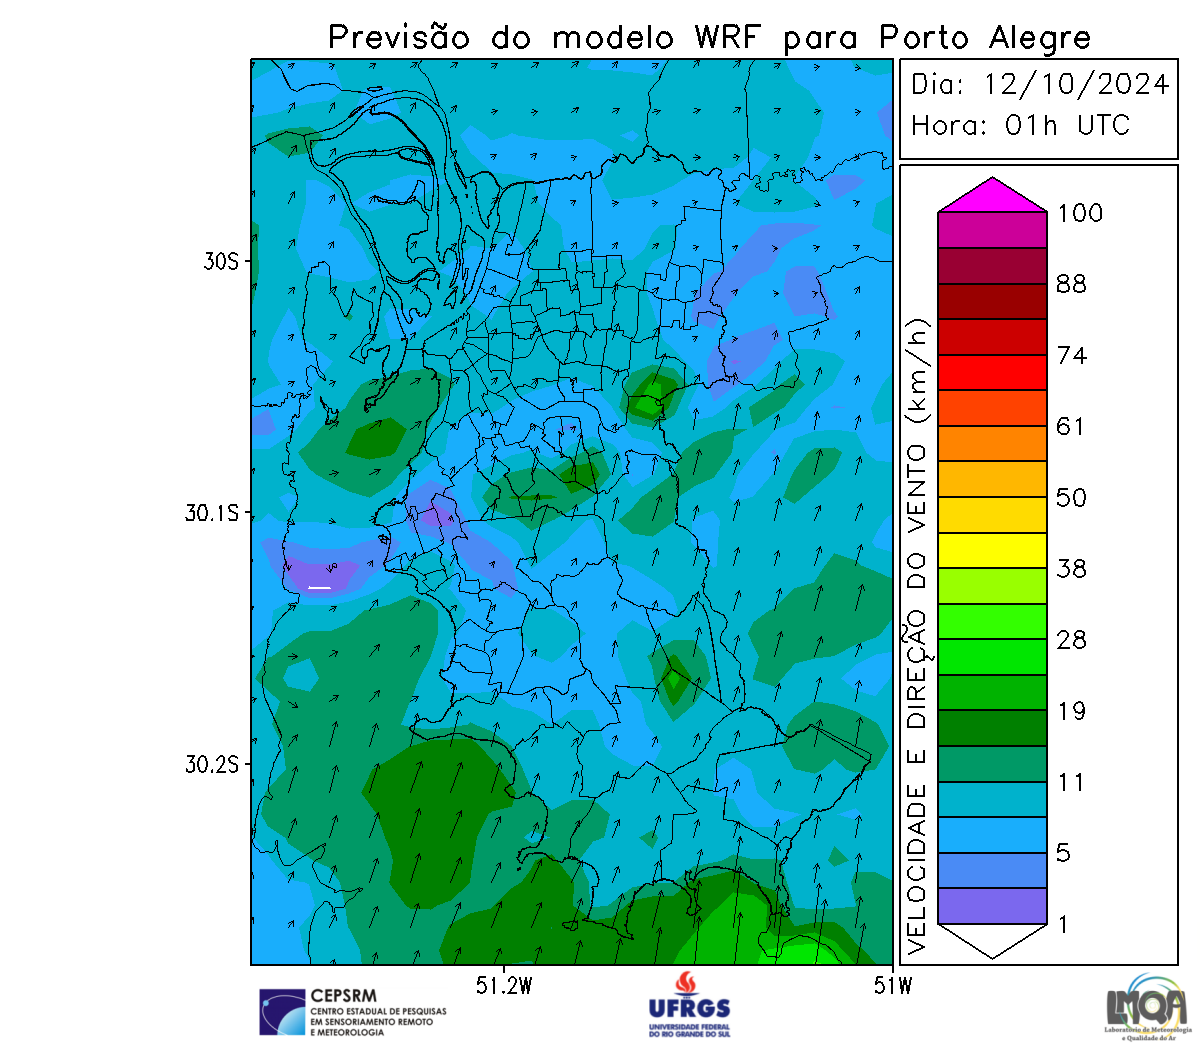 Previsão do modelo WRF para Porto Alegre
Dia: 12/10/2024
Hora: 01h UTC
30S
30.1S
30.2S
51.2W
51W
VELOCIDADE E DIREÇÃO DO VENTO (km/h)
100
88
74
61
50
38
28
19
11
5
1
CEPSRM
CENTRO ESTADUAL DE PESQUISAS
EM SENSORIAMENTO REMOTO
E METEOROLOGIA
UFRGS
UNIVERSIDADE FEDERAL
DO RIO GRANDE DO SUL
LMQA
Laboratório de Meteorologia
e Qualidade do Ar